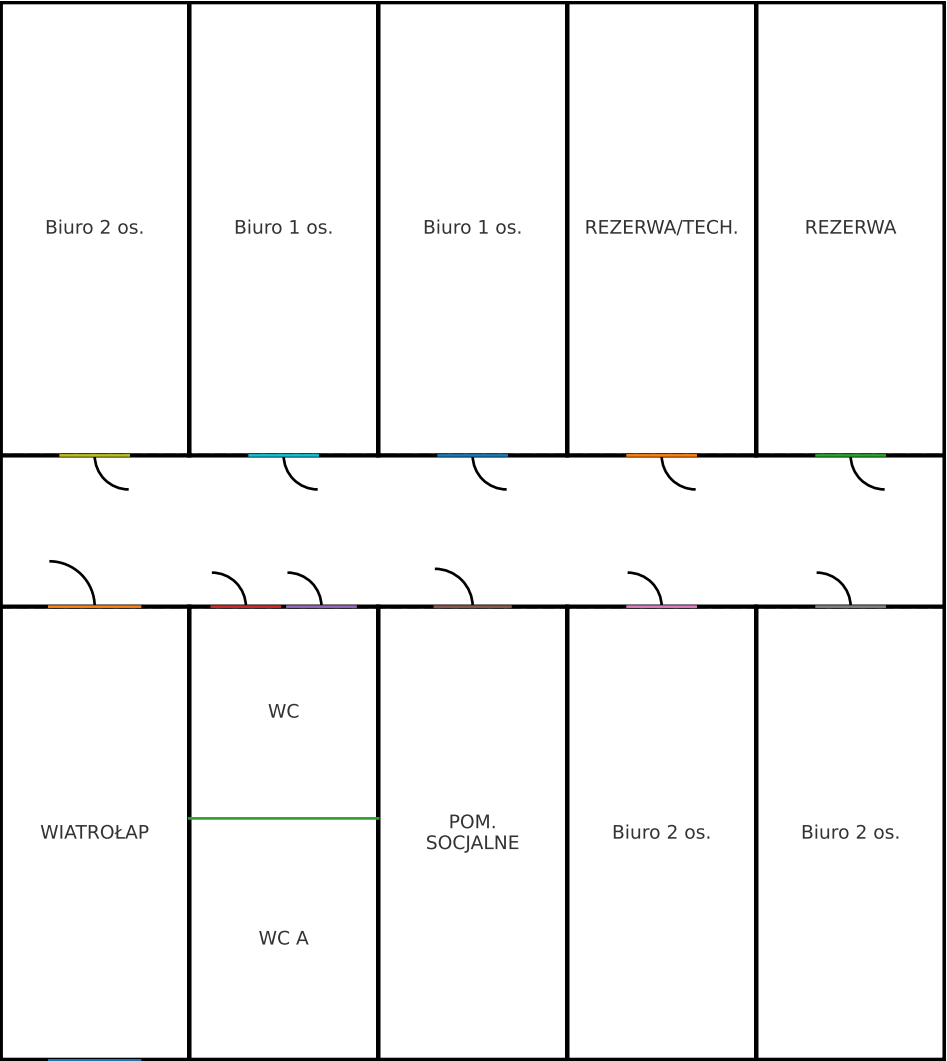 Biuro 2 os.
Biuro 1 os.
Biuro 1 os.
REZERWA/TECH.
REZERWA
WC
WIATROŁAP
POM.
SOCJALNE
Biuro 2 os.
Biuro 2 os.
WC A